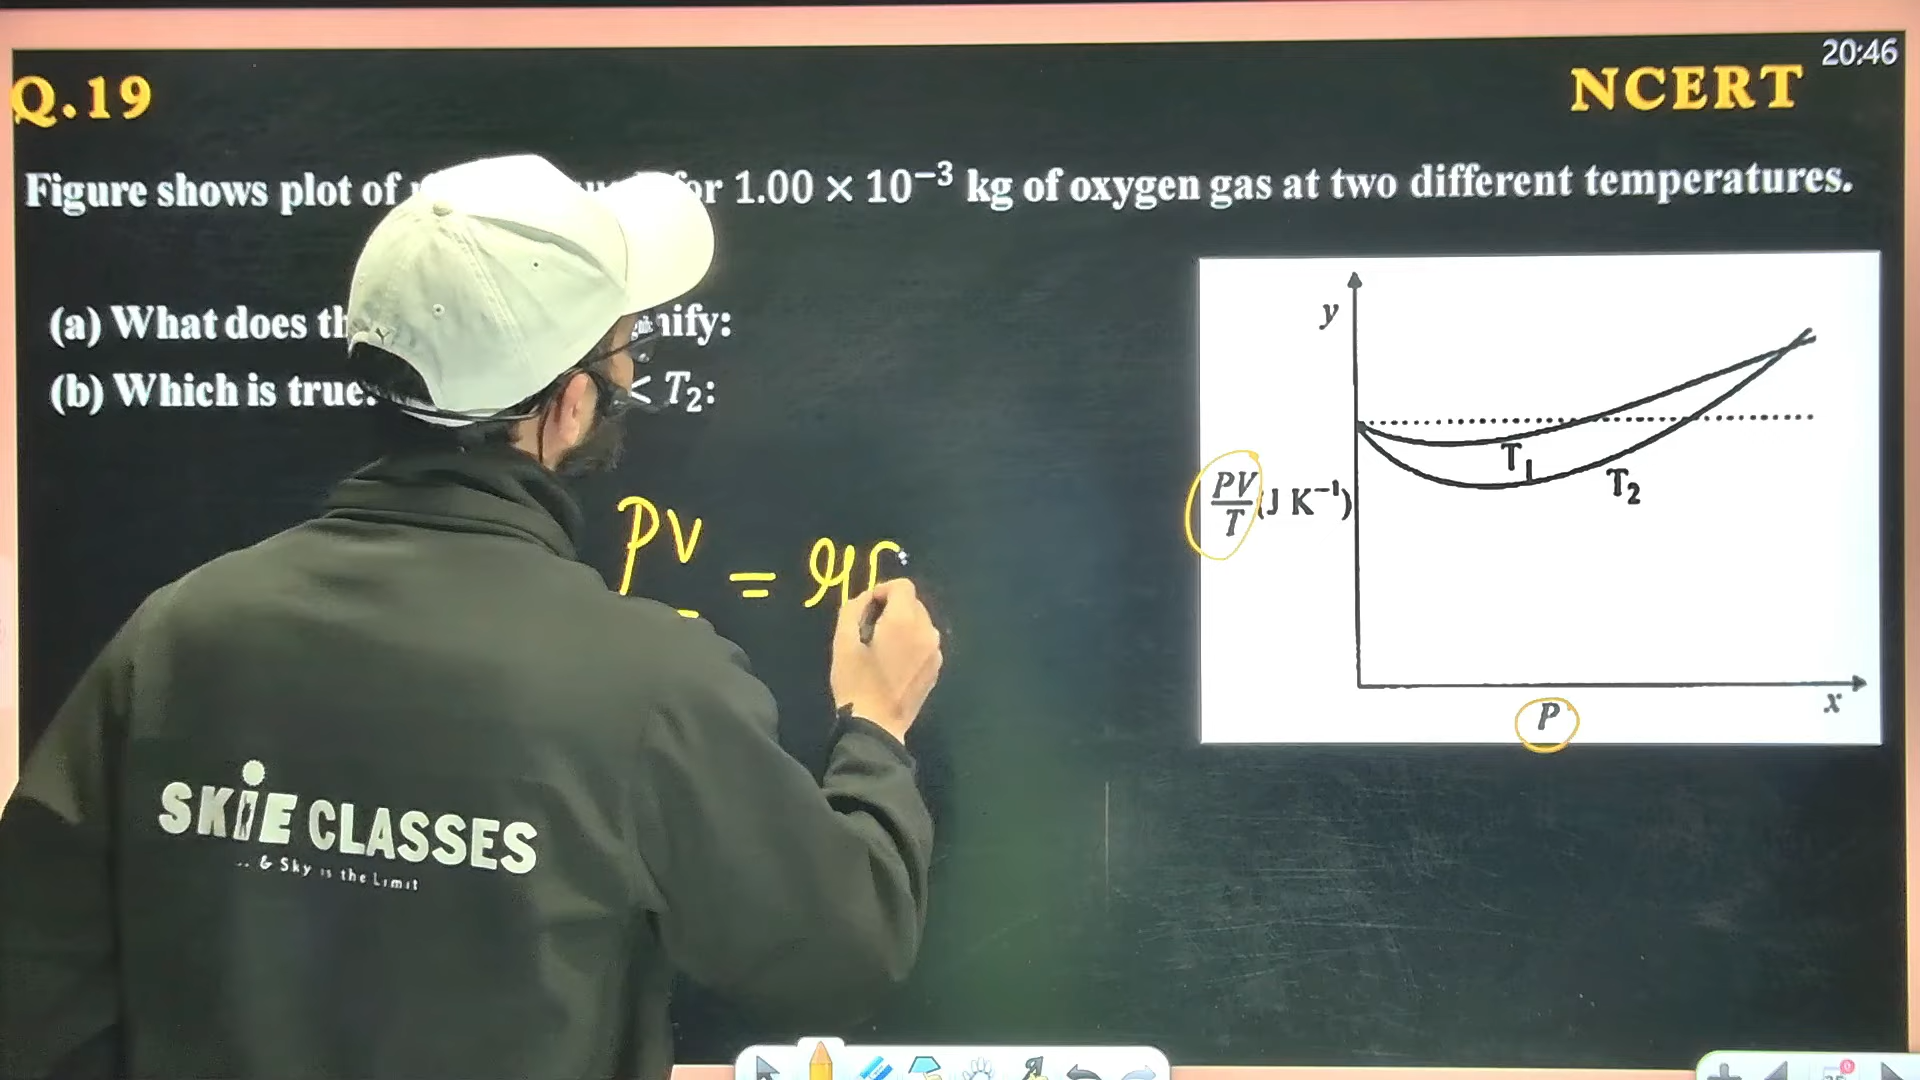 20:46
Q.19
NCERT
Figure shows plot of for 1.00 × 10⁻³ kg of oxygen gas at two different temperatures.
(a) What does nify:
(b) Which is true: < T₂:
PV = μ
y
PV/T (J K⁻¹)
T₁
T₂
P
x
SKIE CLASSES
.. & Sky is the Limit